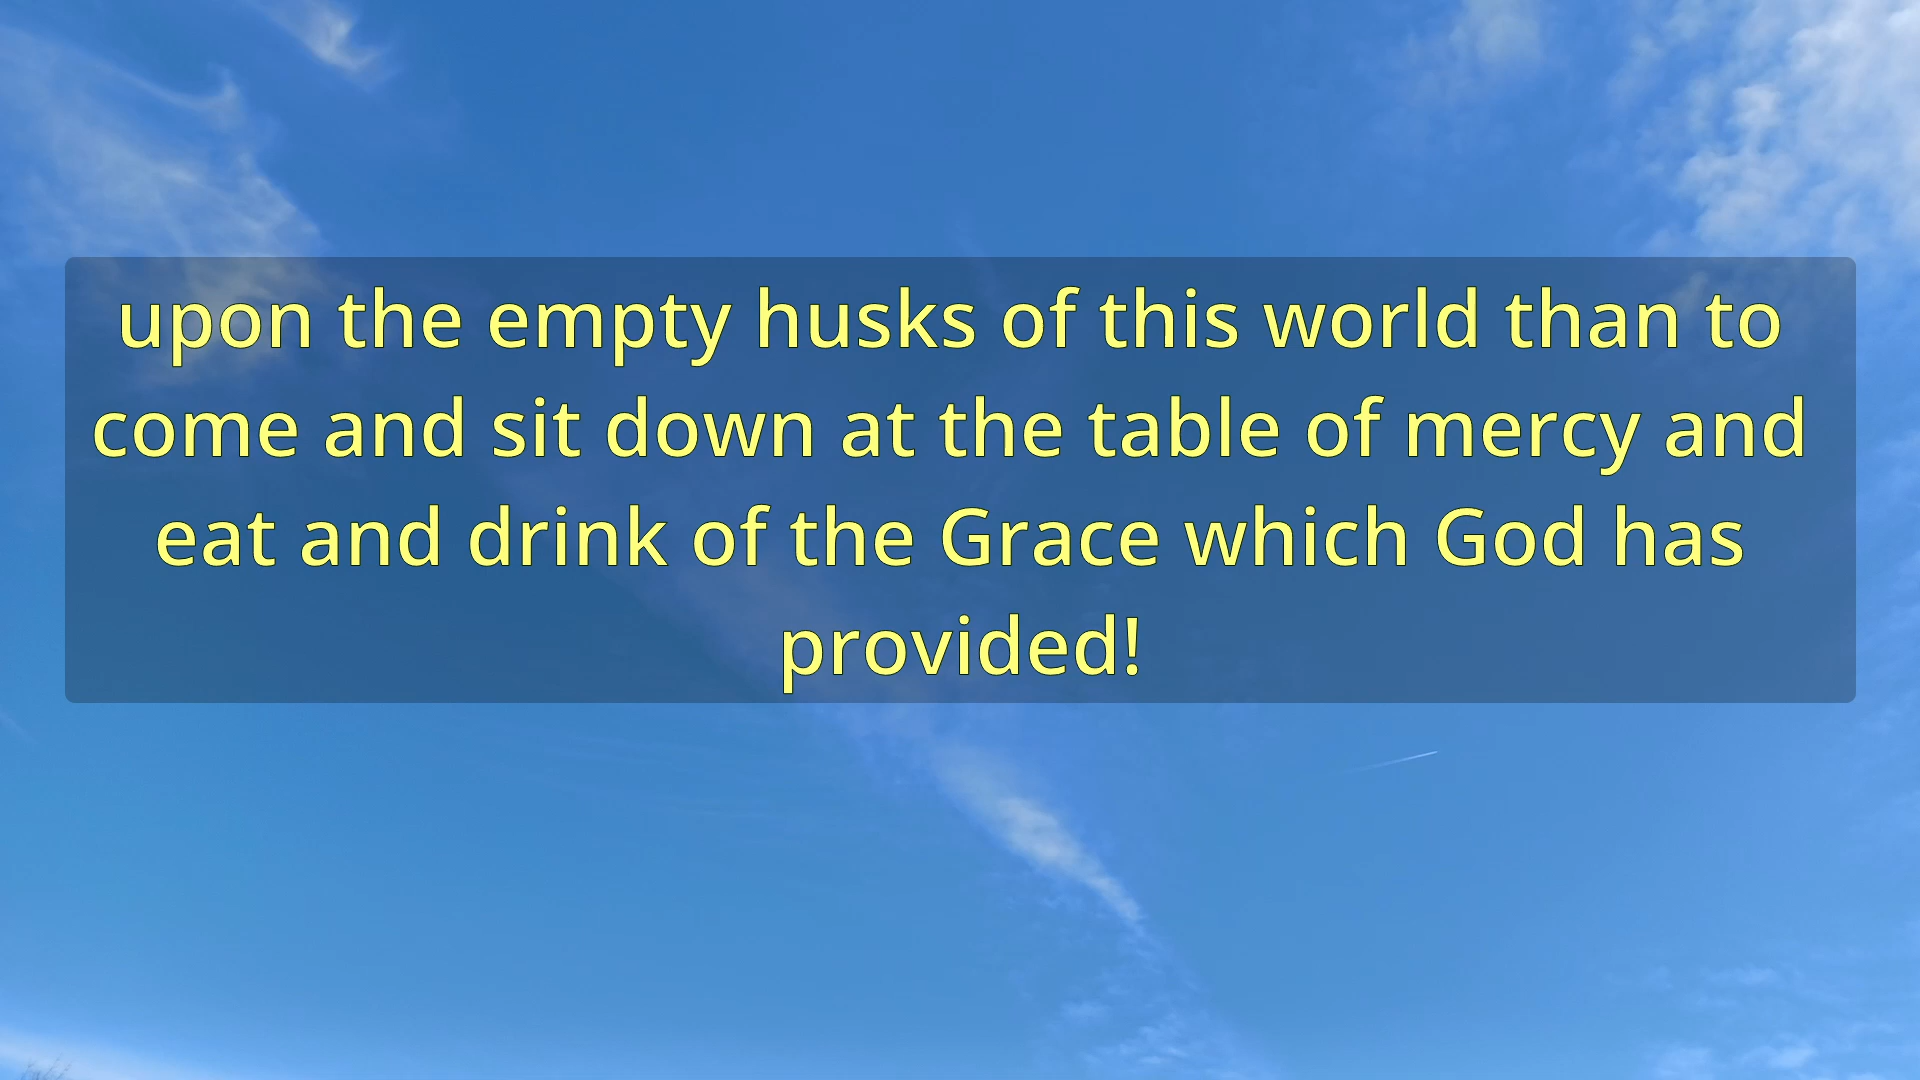 upon the empty husks of this world than to
come and sit down at the table of mercy and
eat and drink of the Grace which God has
provided!